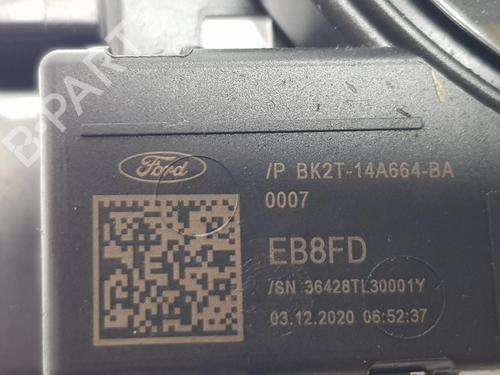 B-PART
Ford
/P BK2T-14A664-BA
0007
EB8FD
/SN 36428TL30001Y
03.12.2020 06:52:37